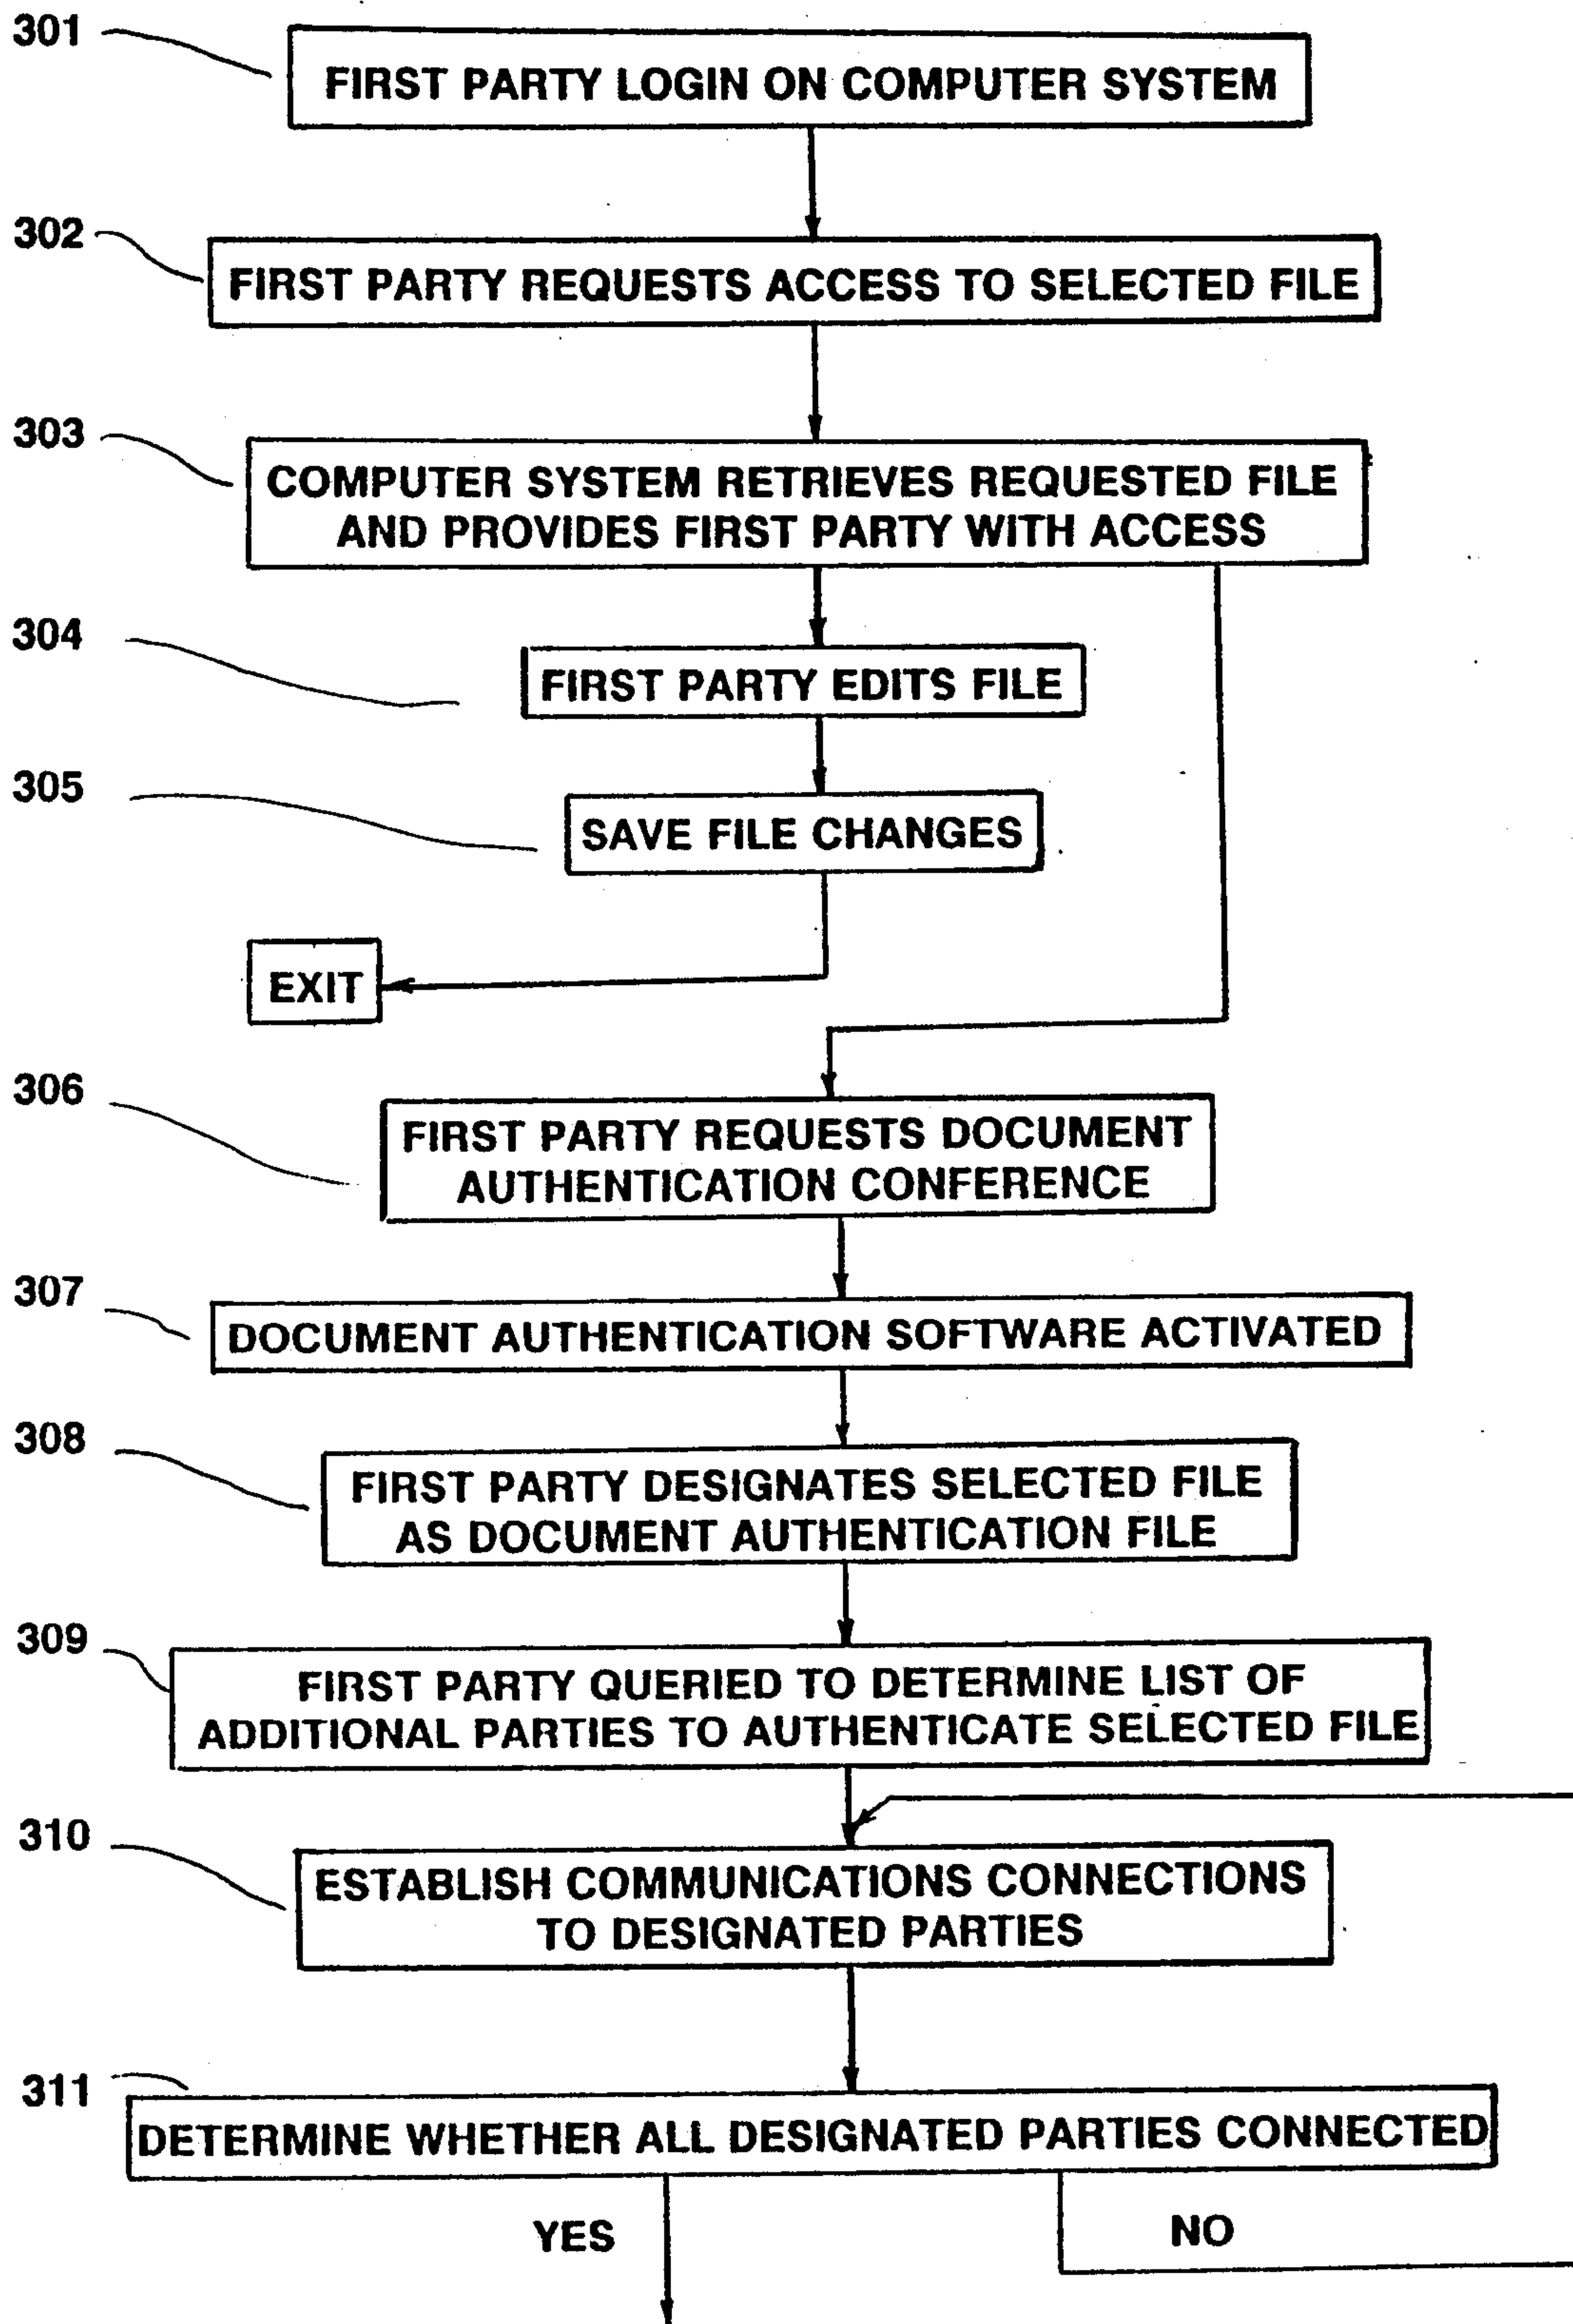 301
FIRST PARTY LOGIN ON COMPUTER SYSTEM
302
FIRST PARTY REQUESTS ACCESS TO SELECTED FILE
303
COMPUTER SYSTEM RETRIEVES REQUESTED FILE
AND PROVIDES FIRST PARTY WITH ACCESS
304
FIRST PARTY EDITS FILE
305
SAVE FILE CHANGES
EXIT
306
FIRST PARTY REQUESTS DOCUMENT
AUTHENTICATION CONFERENCE
307
DOCUMENT AUTHENTICATION SOFTWARE ACTIVATED
308
FIRST PARTY DESIGNATES SELECTED FILE
AS DOCUMENT AUTHENTICATION FILE
309
FIRST PARTY QUERIED TO DETERMINE LIST OF
ADDITIONAL PARTIES TO AUTHENTICATE SELECTED FILE
310
ESTABLISH COMMUNICATIONS CONNECTIONS
TO DESIGNATED PARTIES
311
DETERMINE WHETHER ALL DESIGNATED PARTIES CONNECTED
YES
NO